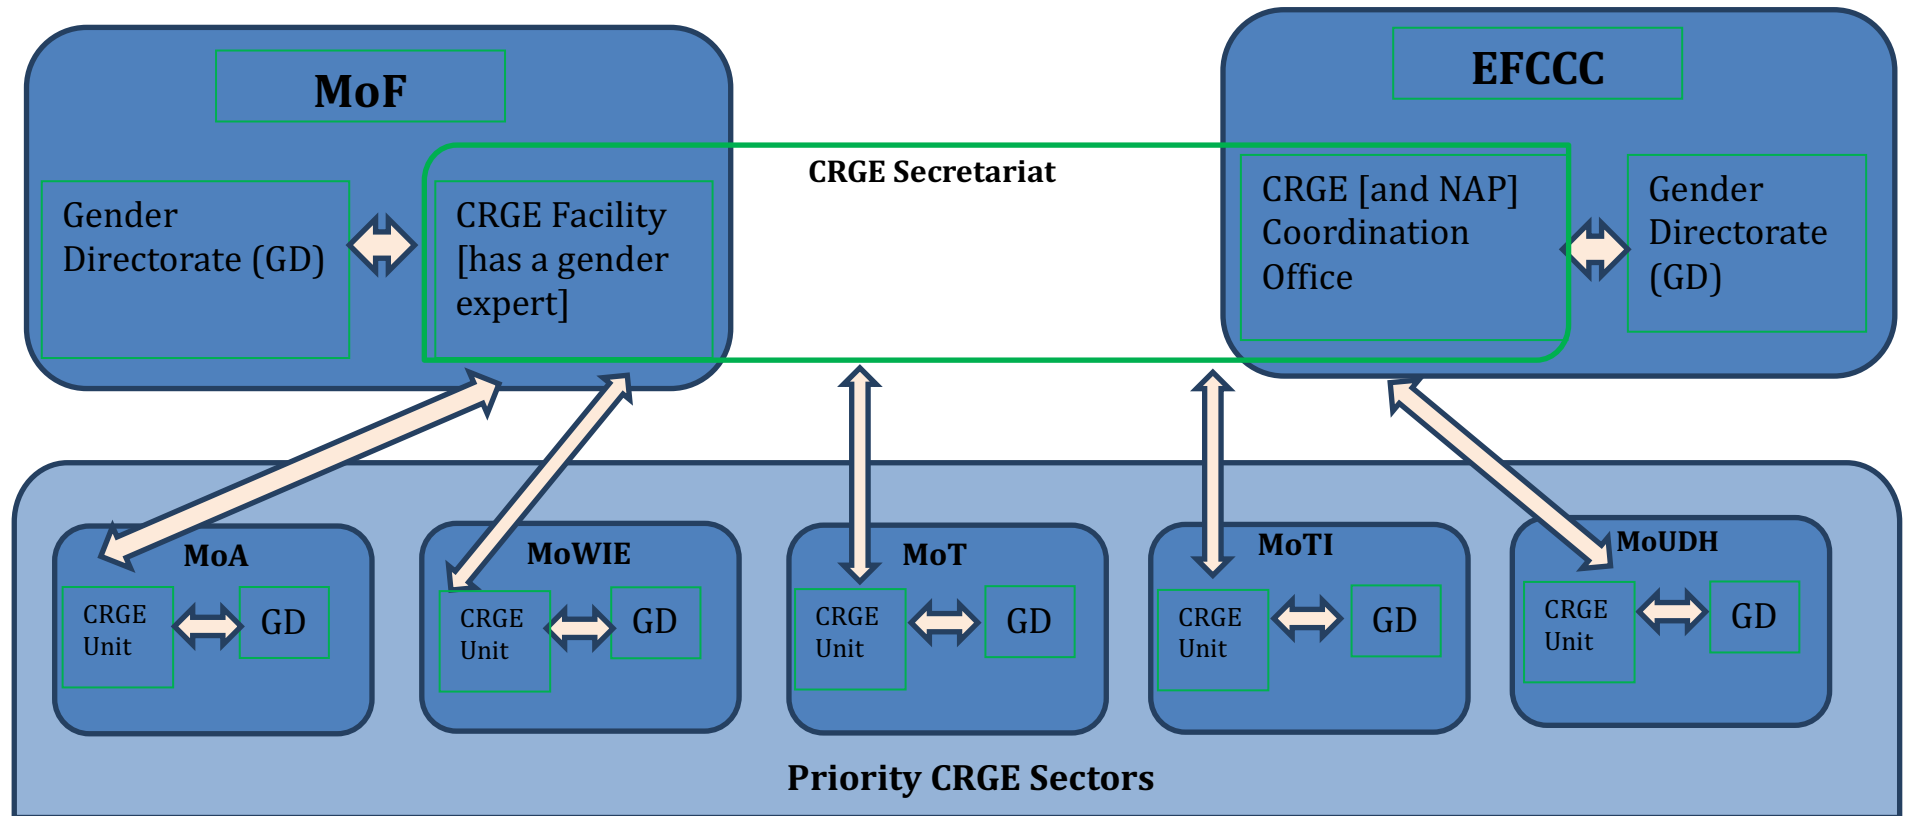 MoF
EFCCC
CRGE Secretariat
Gender
Directorate (GD)
CRGE Facility
[has a gender
expert]
CRGE [and NAP]
Coordination
Office
Gender
Directorate
(GD)
MoA
CRGE
Unit
GD
MoWIE
CRGE
Unit
GD
MoT
CRGE
Unit
GD
MoTI
CRGE
Unit
GD
MoUDH
CRGE
Unit
GD
Priority CRGE Sectors